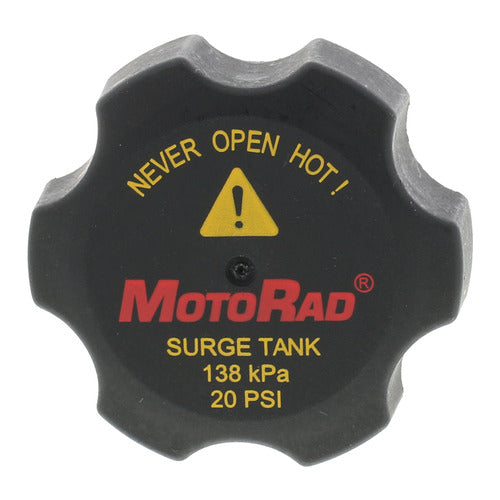 NEVER OPEN HOT!
MOTORAD®
SURGE TANK
138 kPa
20 PSI